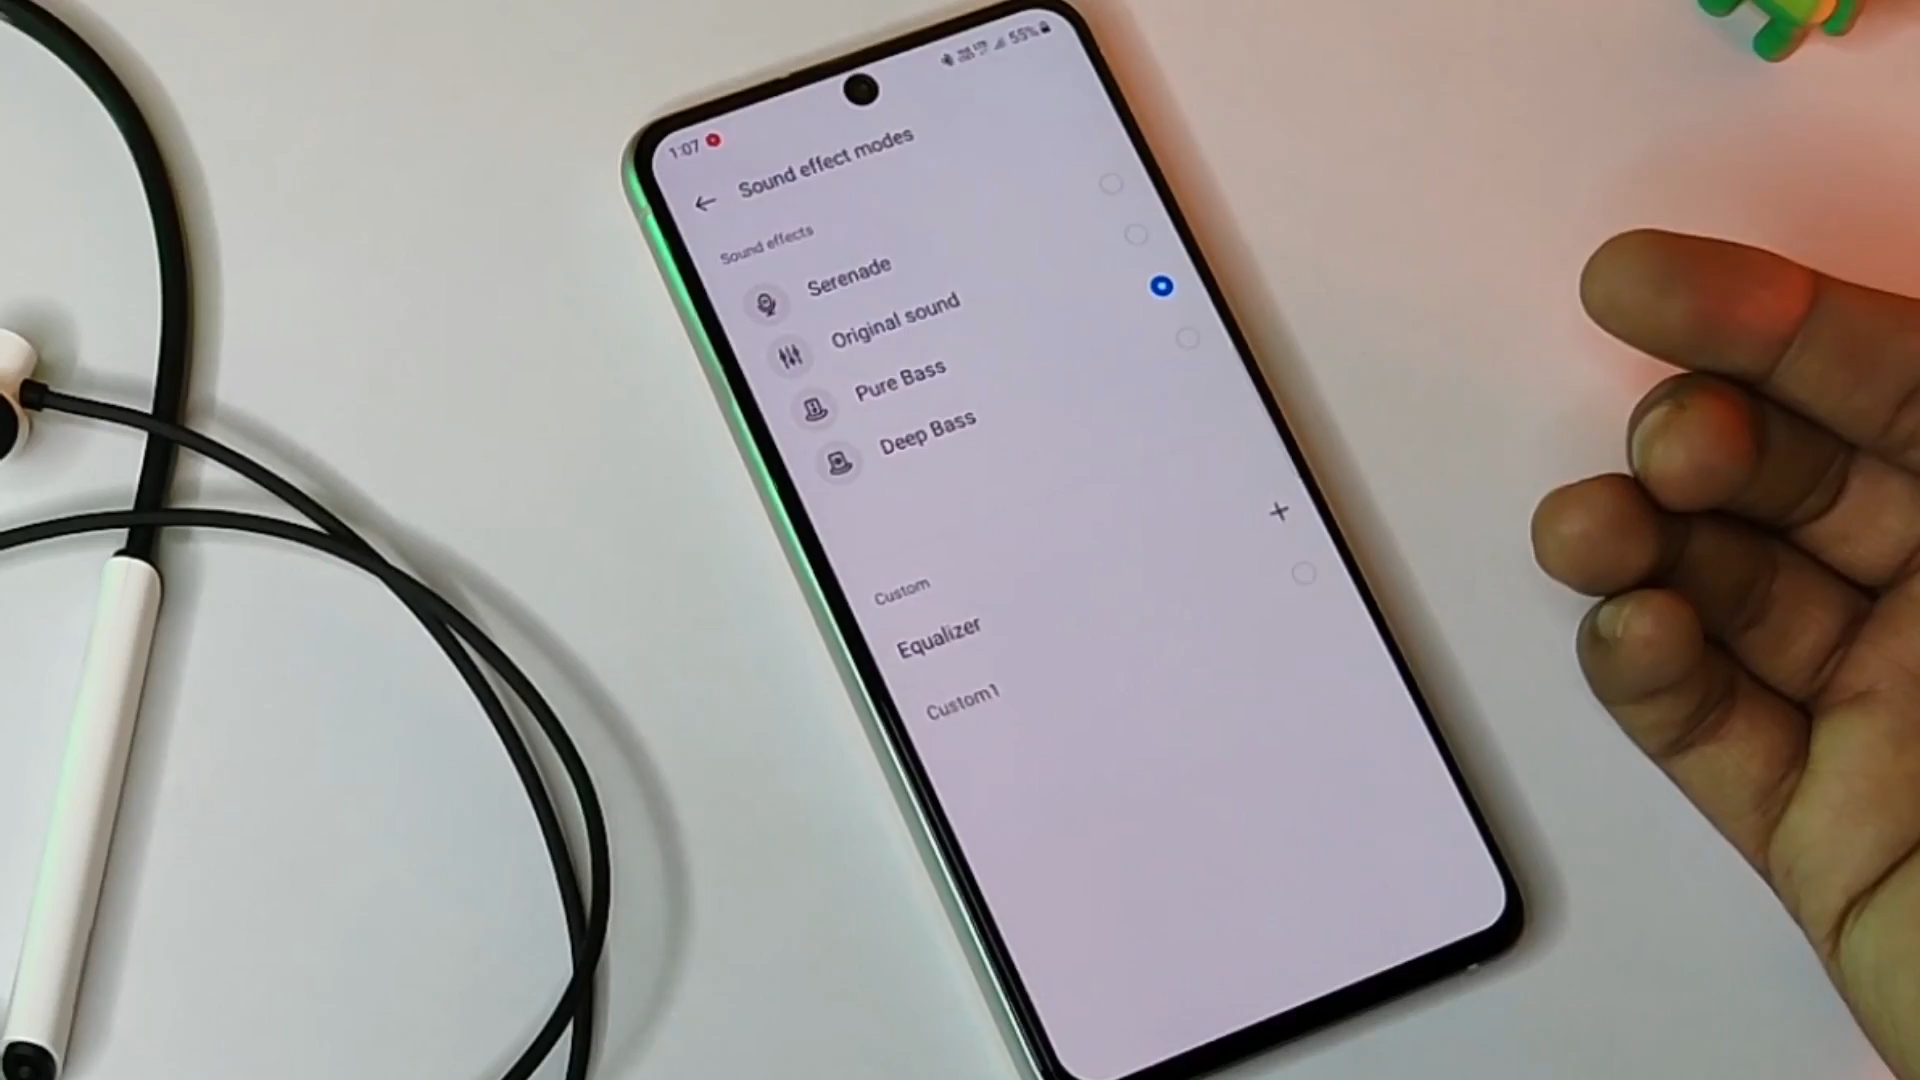 1:07
55%
Sound effect modes
Sound effects
Serenade
Original sound
Pure Bass
Deep Bass
Custom
Equalizer
Custom1